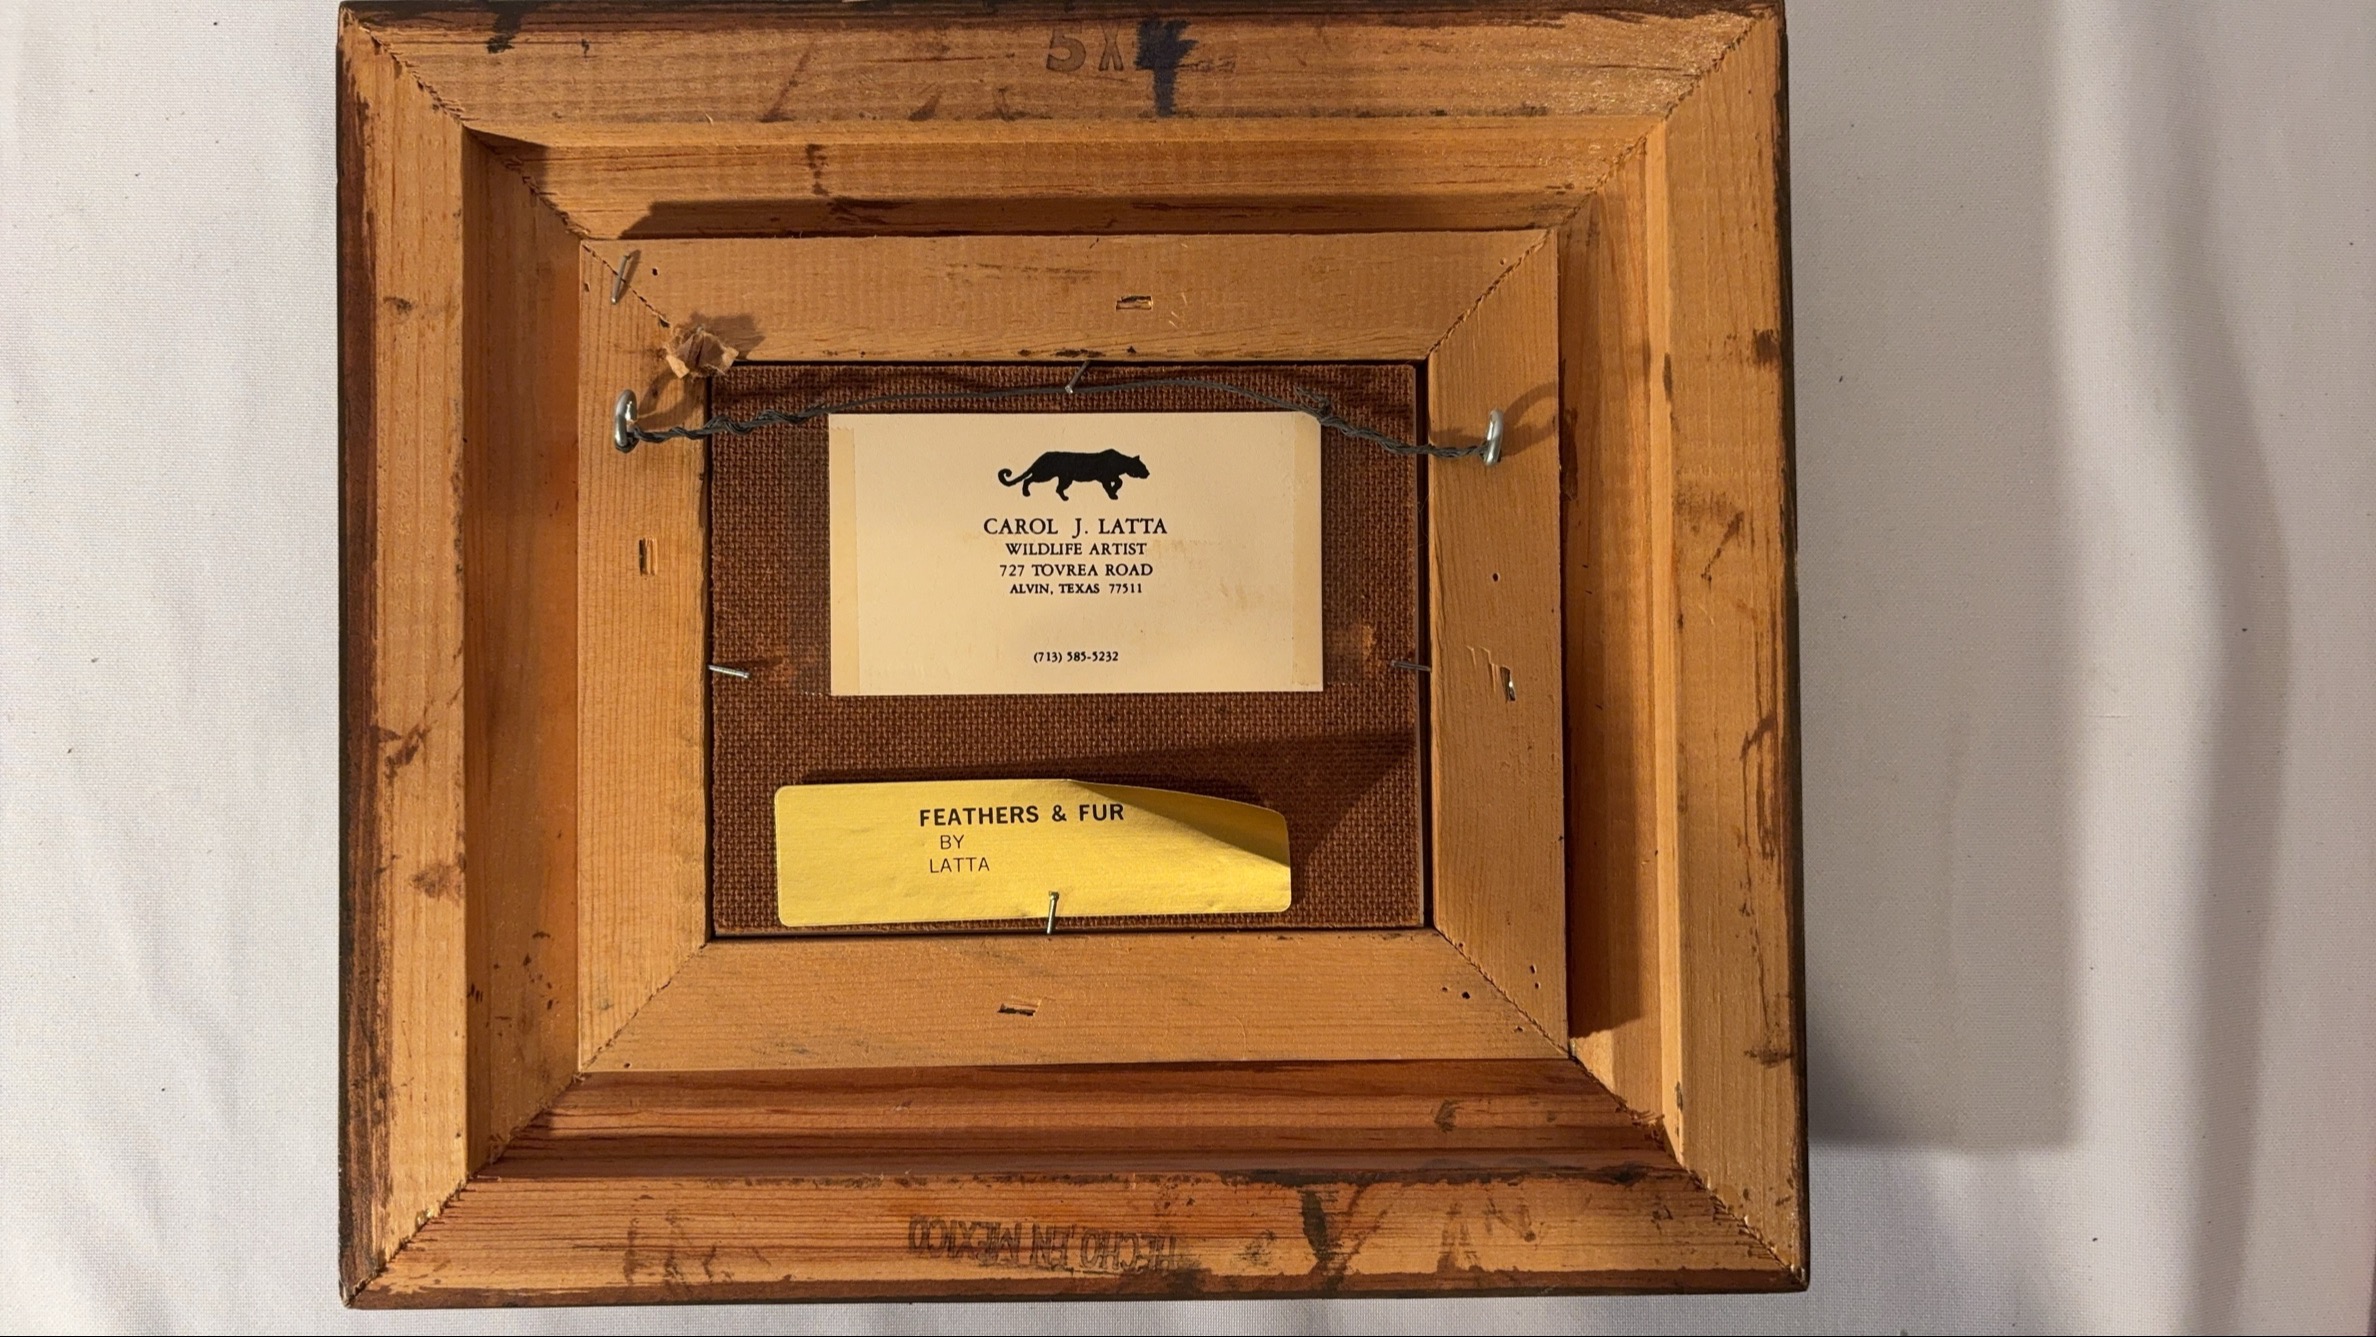 5X
CAROL J. LATTA
WILDLIFE ARTIST
727 TOVREA ROAD
ALVIN, TEXAS 77511
(713) 585-5232
FEATHERS & FUR
BY
LATTA
HECHO EN MEXICO